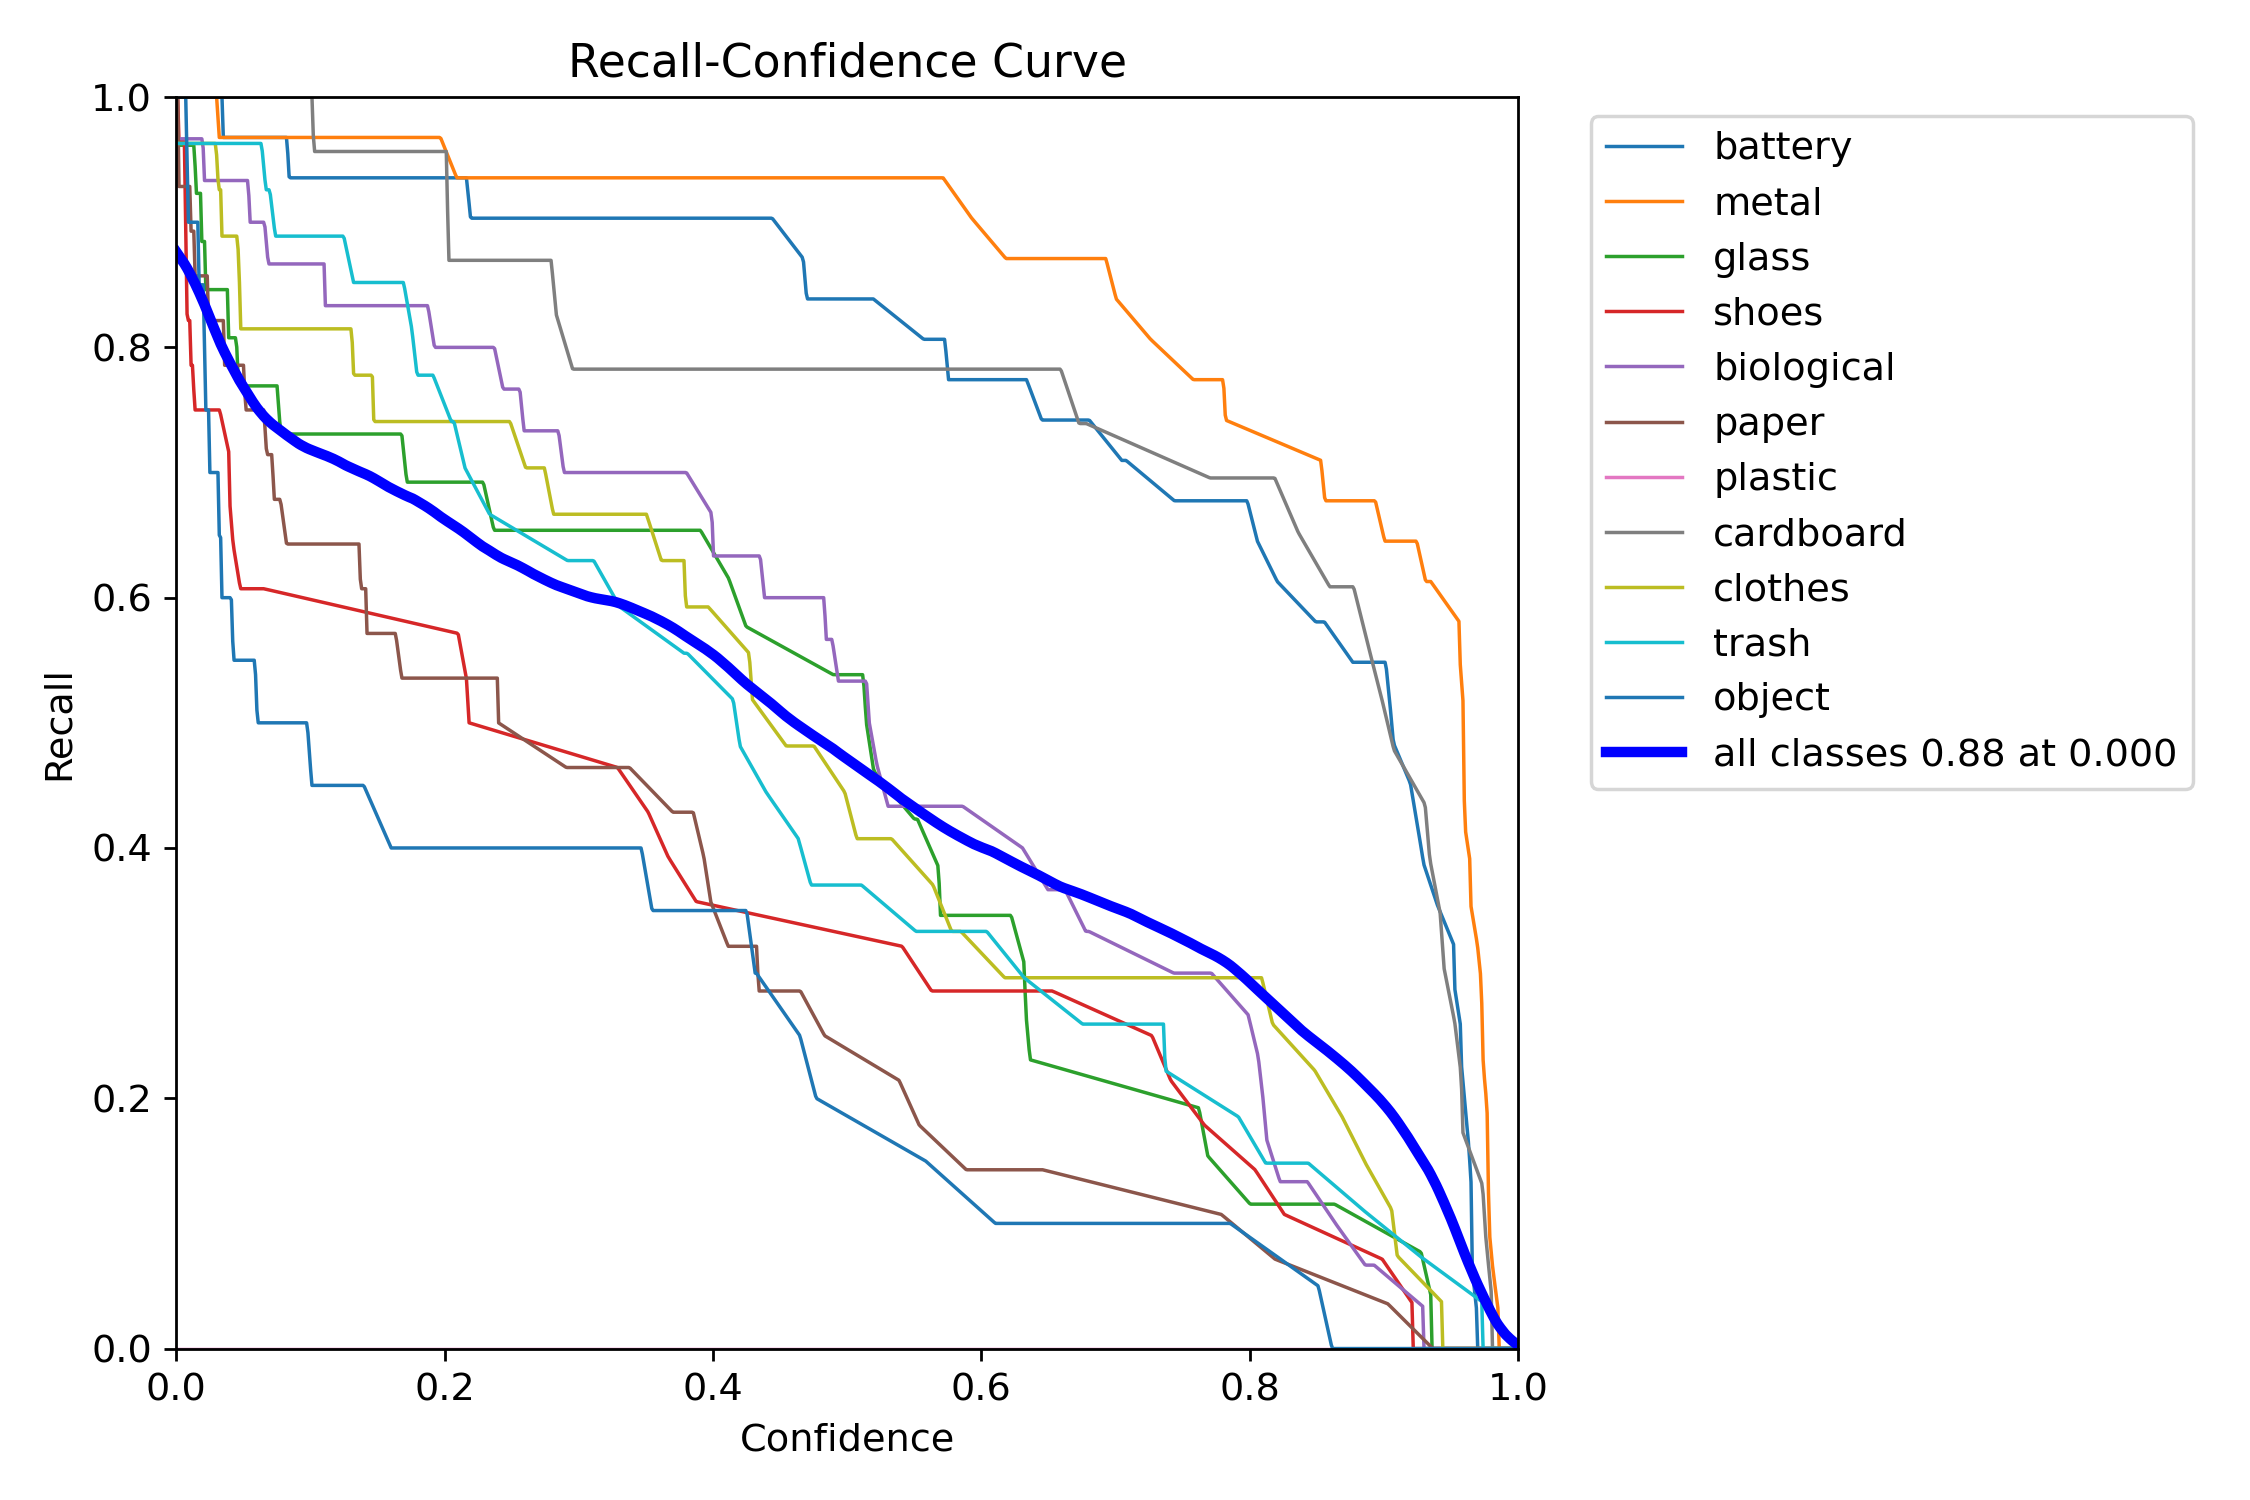 Recall-Confidence Curve
1.0
0.8
0.6
0.4
0.2
0.0
Recall
0.0 0.2 0.4 0.6 0.8 1.0
Confidence
battery
metal
glass
shoes
biological
paper
plastic
cardboard
clothes
trash
object
all classes 0.88 at 0.000